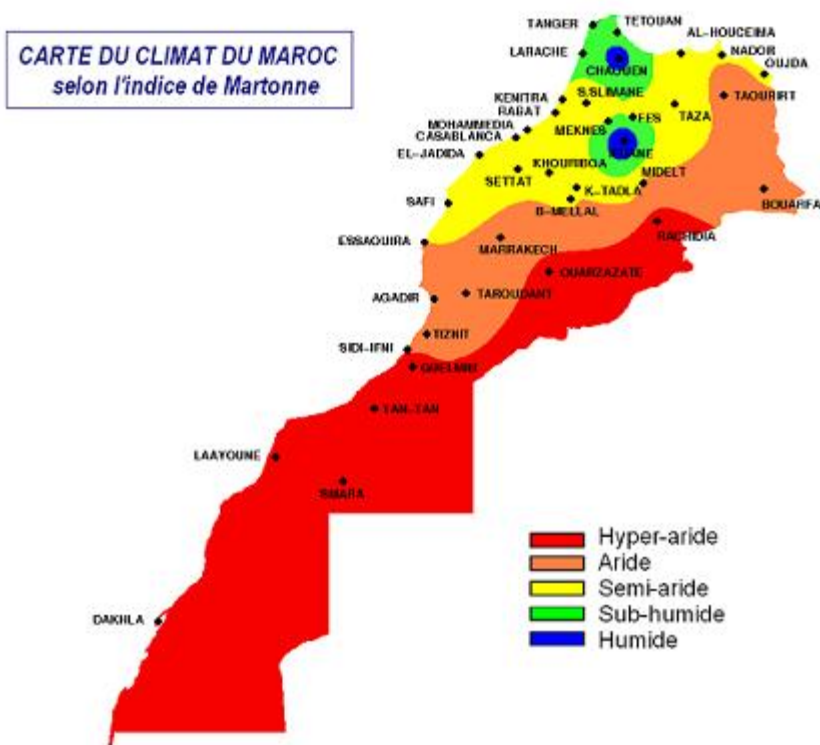 CARTE DU CLIMAT DU MAROC
selon l'indice de Martonne
TANGER
TETOUAN
LARACHE
AL-HOUCEIMA
NADOR
OUJDA
CHAOUEN
S.SLIMANE
TAOURIRT
KENITRA
RABAT
TAZA
FES
MEKNES
MOHAMMEDIA
CASABLANCA
EL-JADIDA
KHOURIBGA
MIDELT
SETTAT
K-TADLA
BOUARFA
SAFI
B-MELLAL
RACHIDIA
ESSAOUIRA
MARRAKECH
OUARZAZATE
AGADIR
TAROUDANT
TIZNIT
SIDI-IFNI
GUELMIM
TAN-TAN
LAAYOUNE
SMARA
DAKHLA
Hyper-aride
Aride
Semi-aride
Sub-humide
Humide